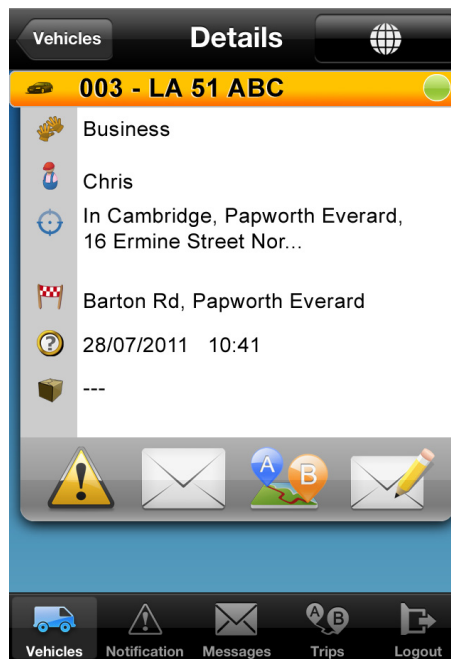 Vehicles
Details
003 - LA 51 ABC
Business
Chris
In Cambridge, Papworth Everard,
16 Ermine Street Nor...
Barton Rd, Papworth Everard
28/07/2011 10:41
---
A B
Vehicles Notification Messages Trips Logout
A B